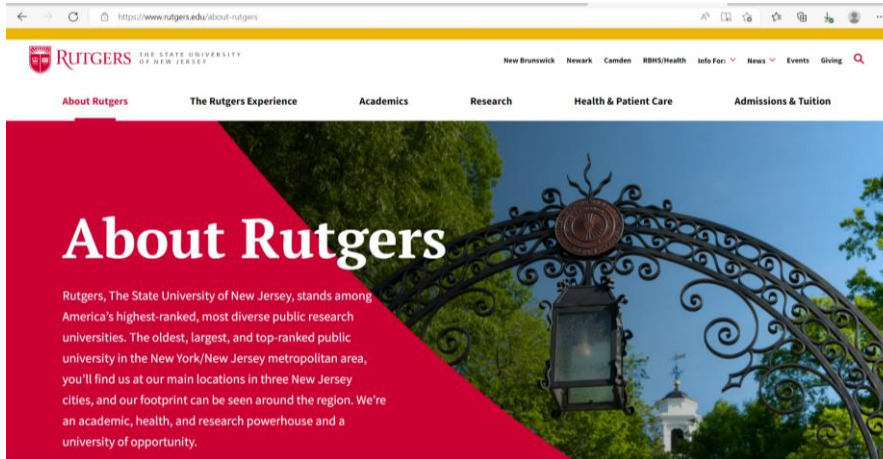 https://www.rutgers.edu/about-rutgers
RUTGERS THE STATE UNIVERSITY
OF NEW JERSEY
New Brunswick Newark Camden RBHS/Health Info For: News Events Giving
About Rutgers The Rutgers Experience Academics Research Health & Patient Care Admissions & Tuition
About Rutgers
Rutgers, The State University of New Jersey, stands among
America's highest-ranked, most diverse public research
universities. The oldest, largest, and top-ranked public
university in the New York/New Jersey metropolitan area,
you'll find us at our main locations in three New Jersey
cities, and our footprint can be seen around the region. We're
an academic, health, and research powerhouse and a
university of opportunity.